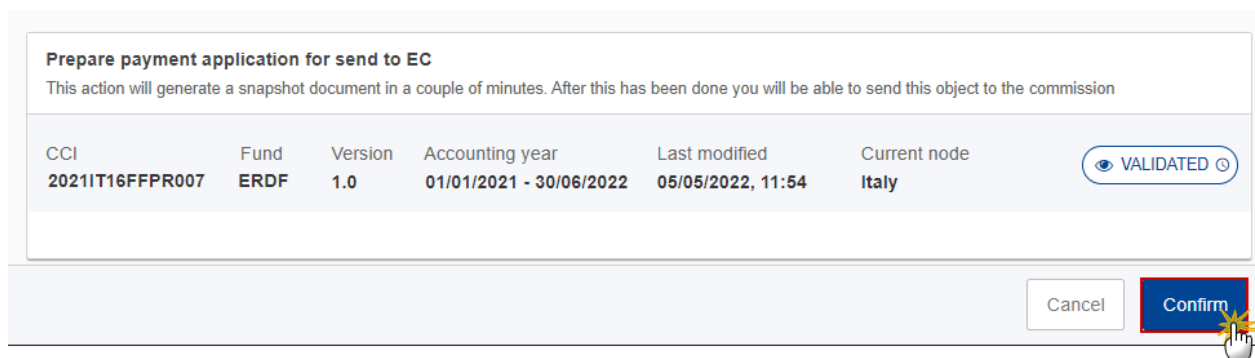 Prepare payment application for send to EC
This action will generate a snapshot document in a couple of minutes. After this has been done you will be able to send this object to the commission
CCI Fund Version Accounting year Last modified Current node
2021IT16FFPR007 ERDF 1.0 01/01/2021 - 30/06/2022 05/05/2022, 11:54 Italy
VALIDATED
Cancel Confirm